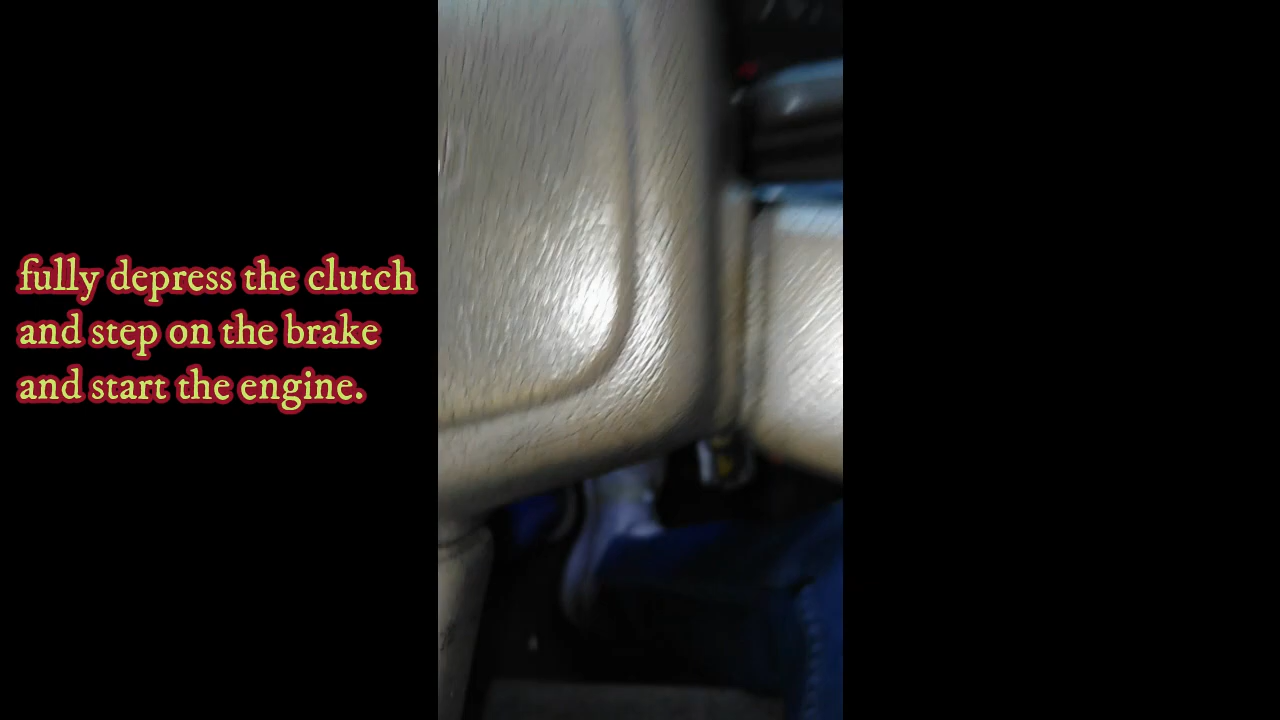 fully depress the clutch
and step on the brake
and start the engine.